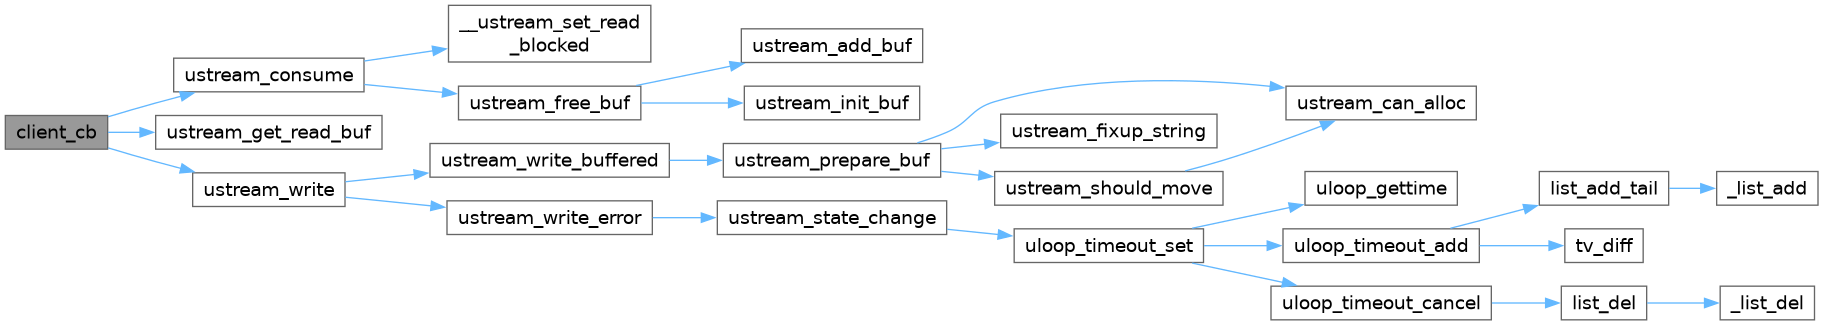 client_cb
ustream_consume
__ustream_set_read
_blocked
ustream_free_buf
ustream_add_buf
ustream_init_buf
ustream_get_read_buf
ustream_write
ustream_write_buffered
ustream_prepare_buf
ustream_can_alloc
ustream_fixup_string
ustream_should_move
ustream_write_error
ustream_state_change
uloop_timeout_set
uloop_gettime
uloop_timeout_add
list_add_tail
_list_add
tv_diff
uloop_timeout_cancel
list_del
_list_del